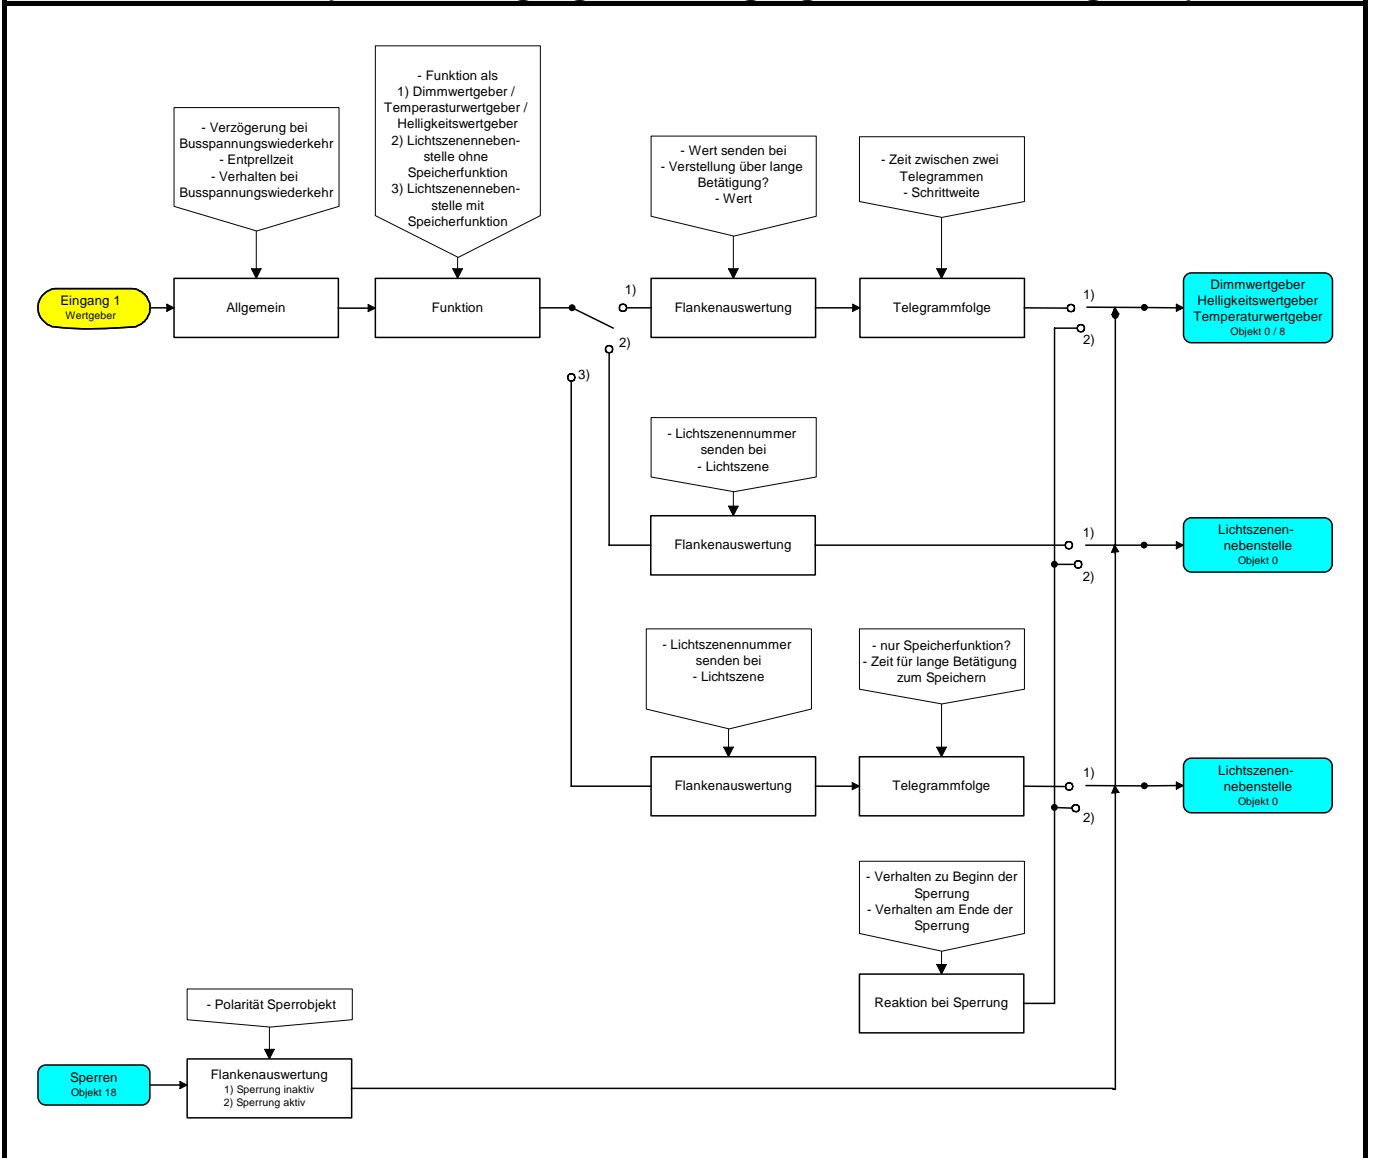 - Funktion als
1) Dimmwertgeber /
Temperasturwertgeber /
Helligkeitswertgeber
2) Lichtszenenneben-
stelle ohne
Speicherfunktion
3) Lichtszenenneben-
stelle mit
Speicherfunktion
- Verzögerung bei
Busspannungswiederkehr
- Entprellzeit
- Verhalten bei
Busspannungswiederkehr
- Wert senden bei
- Verstellung über lange
Betätigung?
- Wert
- Zeit zwischen zwei
Telegrammen
- Schrittweite
Eingang 1
Wertgeber
Allgemein
Funktion
1)
2)
3)
Flankenauswertung
Telegrammfolge
1)
2)
Dimmwertgeber
Helligkeitswertgeber
Temperaturwertgeber
Objekt 0 / 8
- Lichtszenennummer
senden bei
- Lichtszene
Flankenauswertung
1)
2)
Lichtszenen-
nebenstelle
Objekt 0
- Lichtszenennummer
senden bei
- Lichtszene
- nur Speicherfunktion?
- Zeit für lange Betätigung
zum Speichern
Flankenauswertung
Telegrammfolge
1)
2)
Lichtszenen-
nebenstelle
Objekt 0
- Verhalten zu Beginn der
Sperrung
- Verhalten am Ende der
Sperrung
Reaktion bei Sperrung
- Polarität Sperrobjekt
Sperren
Objekt 18
Flankenauswertung
1) Sperrung inaktiv
2) Sperrung aktiv